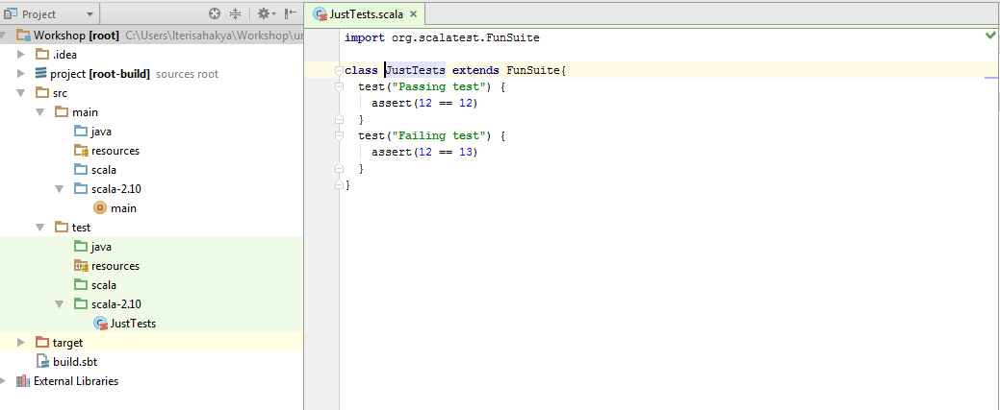 Project
JustTests.scala
Workshop [root] C:\Users\lterisahakya\Workshop\ur
.idea
project [root-build] sources root
src
main
java
resources
scala
scala-2.10
main
test
java
resources
scala
scala-2.10
JustTests
target
build.sbt
External Libraries
import org.scalatest.FunSuite
class JustTests extends FunSuite{
test("Passing test") {
assert(12 == 12)
}
test("Failing test") {
assert(12 == 13)
}
}